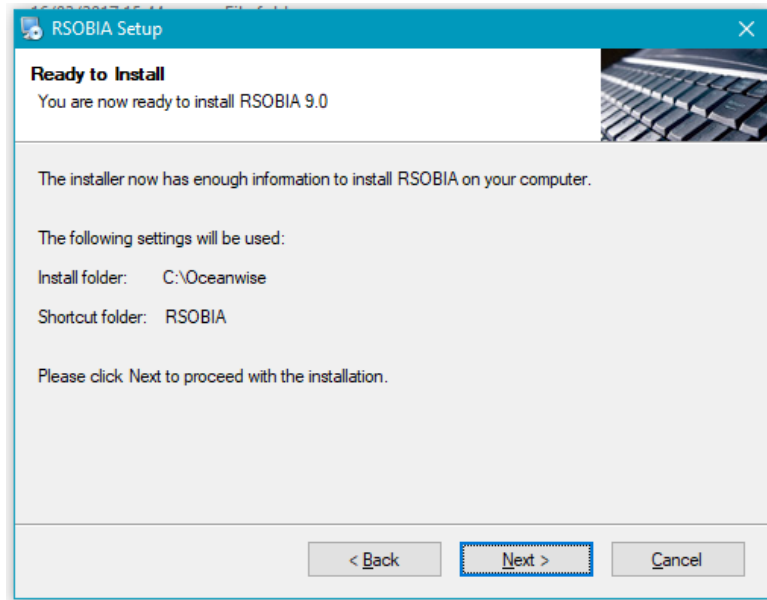 RSOBIA Setup
Ready to Install
You are now ready to install RSOBIA 9.0
The installer now has enough information to install RSOBIA on your computer.
The following settings will be used:
Install folder: C:\Oceanwise
Shortcut folder: RSOBIA
Please click Next to proceed with the installation.
< Back Next > Cancel